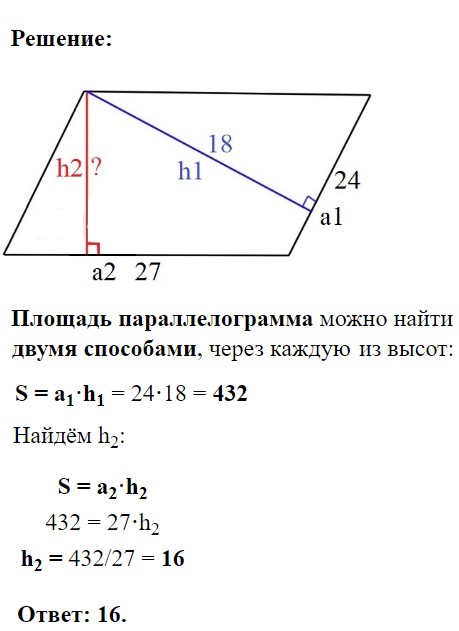 Решение:
18
h2 ?
h1
24
a1
a2 27
Площадь параллелограмма можно найти
двумя способами, через каждую из высот:
S = a₁·h₁ = 24·18 = 432
Найдём h₂:
S = a₂·h₂
432 = 27·h₂
h₂ = 432/27 = 16
Ответ: 16.